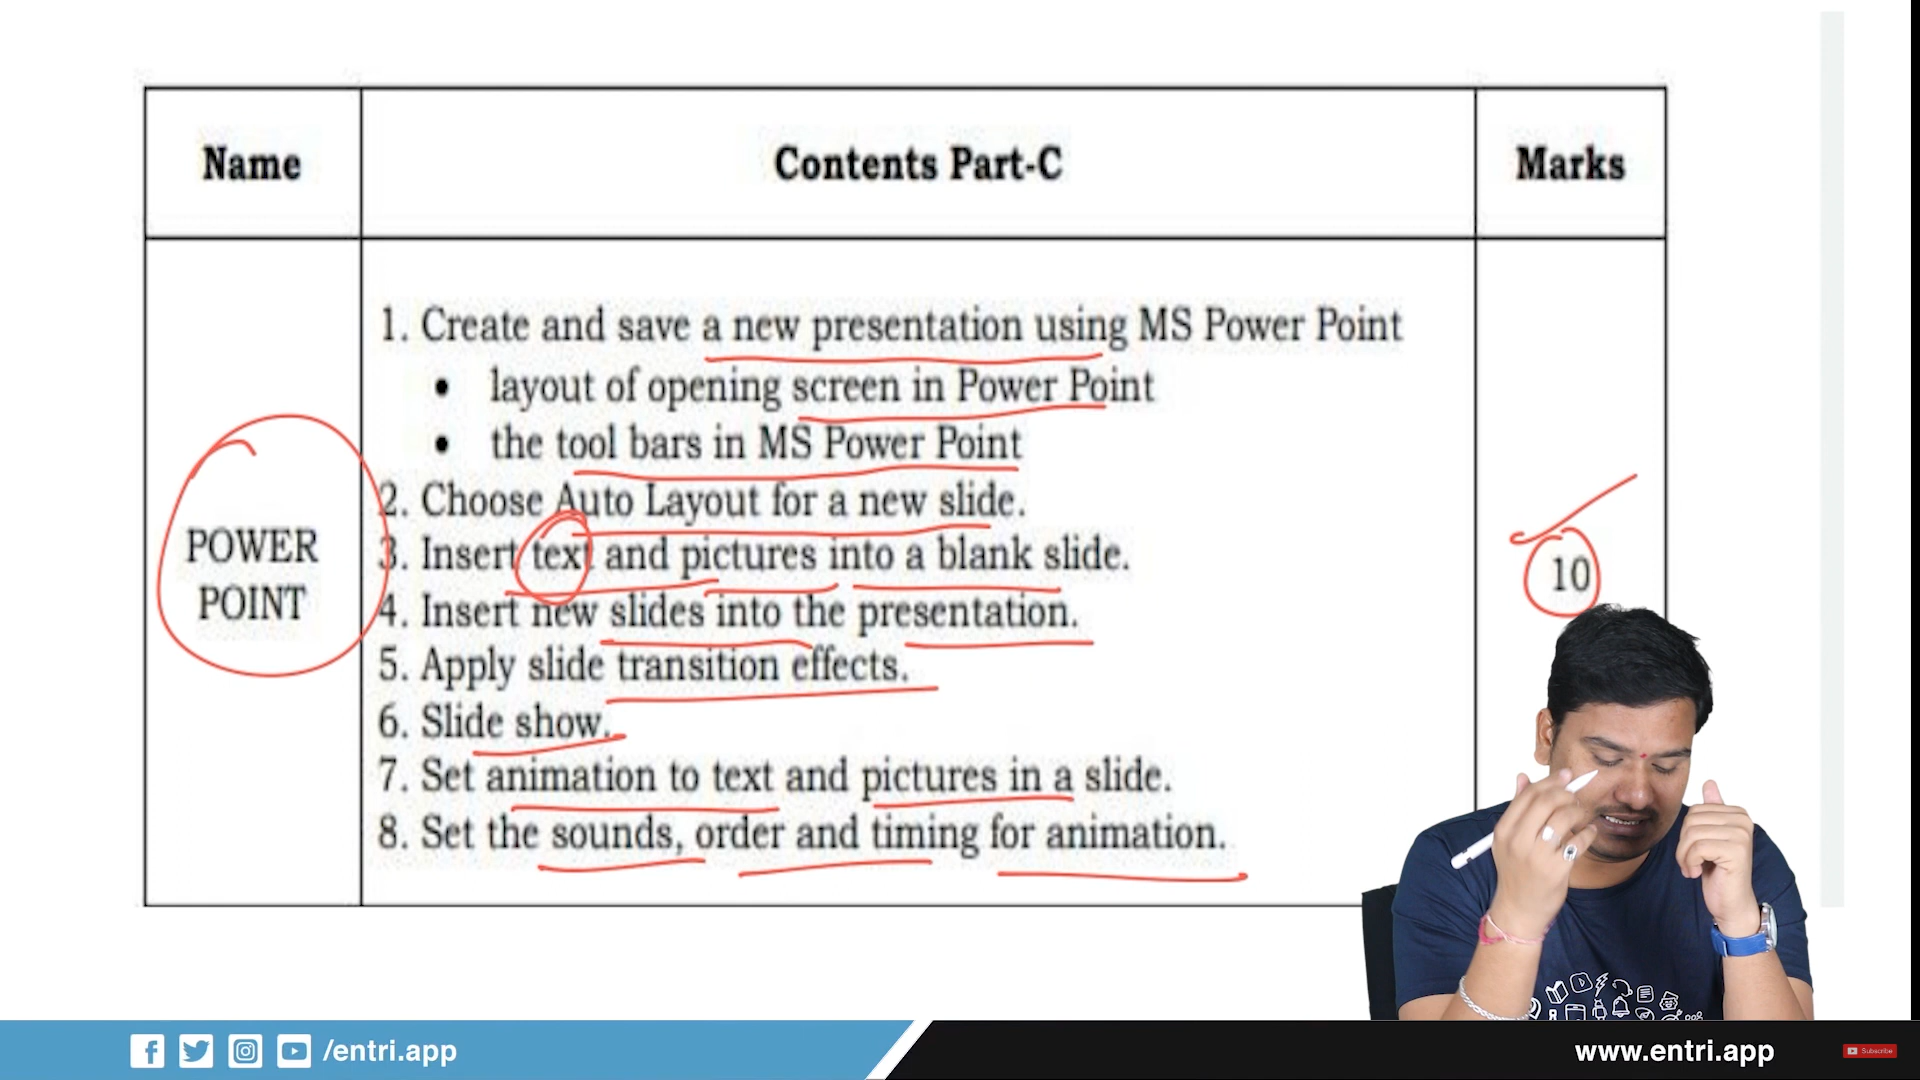 Name
Contents Part-C
Marks
POWER
POINT
1. Create and save a new presentation using MS Power Point
• layout of opening screen in Power Point
• the tool bars in MS Power Point
2. Choose Auto Layout for a new slide.
3. Insert text and pictures into a blank slide.
4. Insert new slides into the presentation.
5. Apply slide transition effects.
6. Slide show.
7. Set animation to text and pictures in a slide.
8. Set the sounds, order and timing for animation.
10
/entri.app
www.entri.app
Subscribe